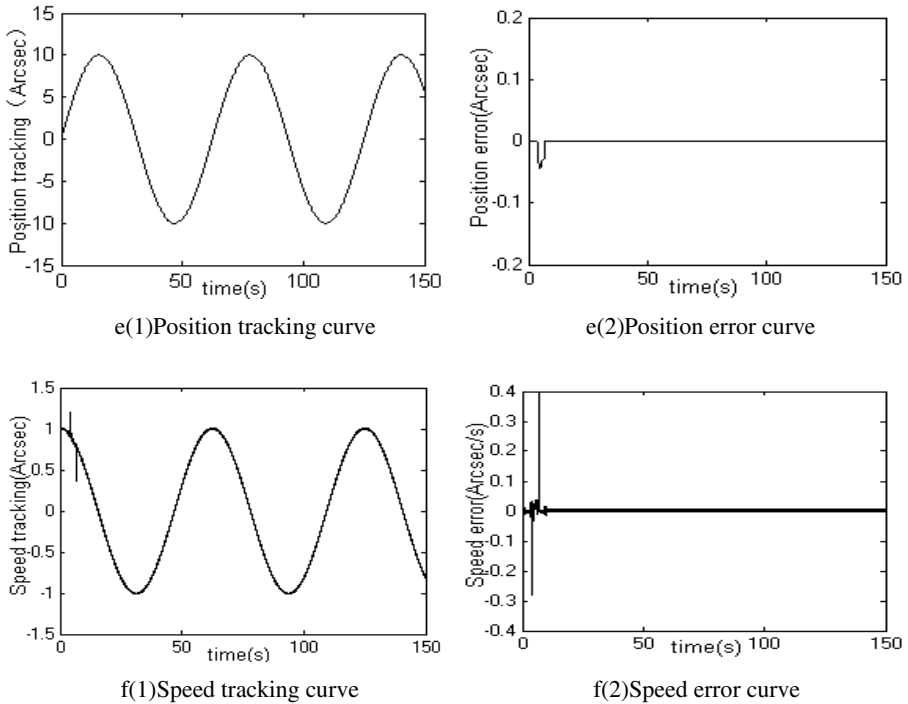 15
10
5
0
-5
-10
-15
Position tracking (Arcsec)
0 50 100 150
time(s)
e(1)Position tracking curve
0.2
0.1
0
-0.1
-0.2
Position error(Arcsec)
0 50 100 150
time(s)
e(2)Position error curve
1.5
1
0.5
0
-0.5
-1
-1.5
Speed tracking(Arcsec)
0 50 100 150
time(s)
f(1)Speed tracking curve
0.4
0.3
0.2
0.1
0
-0.1
-0.2
-0.3
-0.4
Speed error(Arcsec/s)
0 50 100 150
time(s)
f(2)Speed error curve